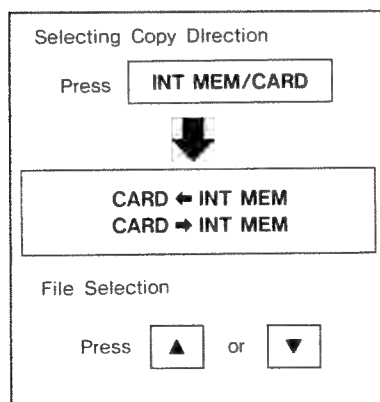 Selecting Copy DIrection
Press INT MEM/CARD
CARD ⬅ INT MEM
CARD ➡ INT MEM
File Selection
Press ▲ or ▼